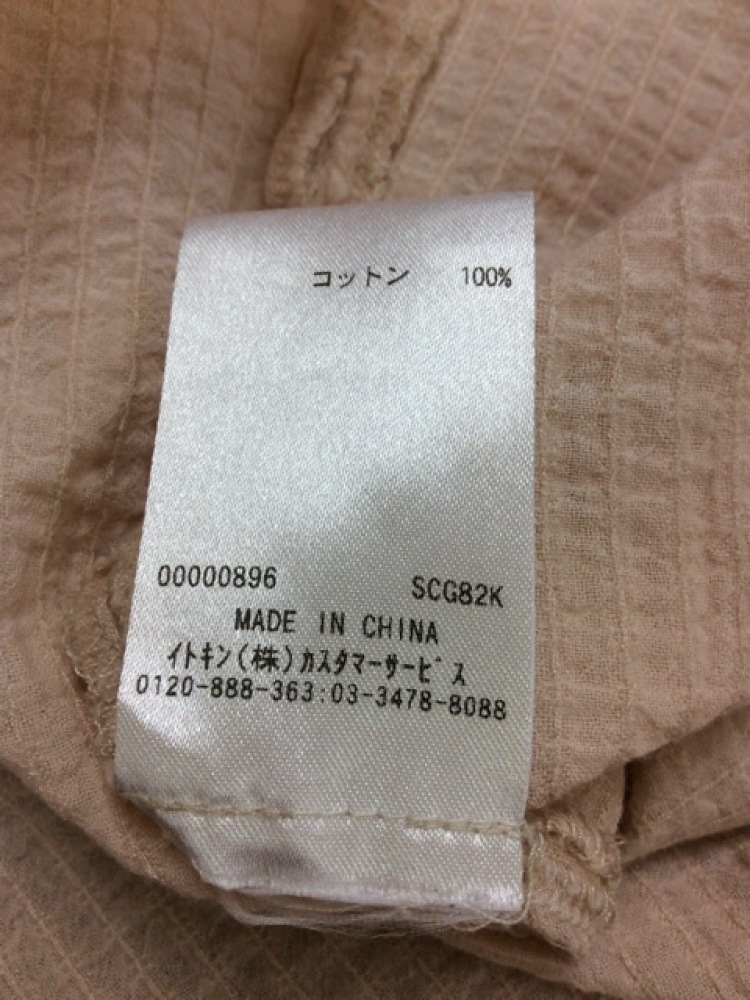 コットン 100%
00000896 SCG82K
MADE IN CHINA
イトキン(株)カスタマーサービス
0120-888-363:03-3478-8088